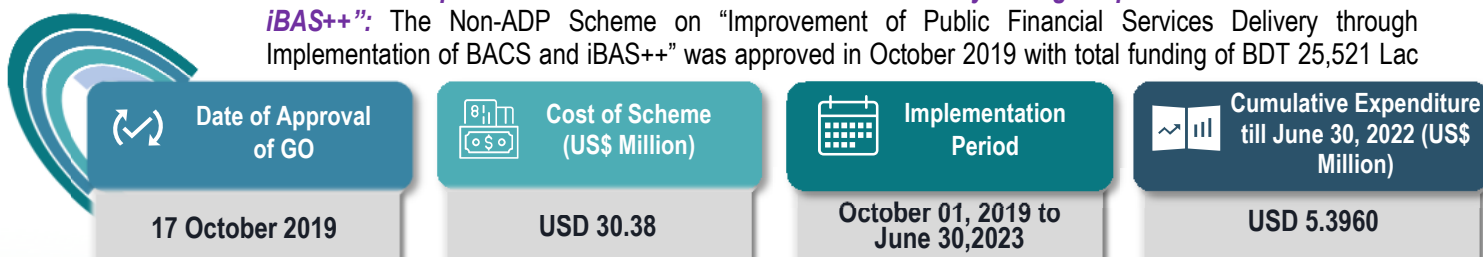 iBAS++”: The Non-ADP Scheme on “Improvement of Public Financial Services Delivery through
Implementation of BACS and iBAS++” was approved in October 2019 with total funding of BDT 25,521 Lac
Date of Approval
of GO
Cost of Scheme
(US$ Million)
Implementation
Period
Cumulative Expenditure
till June 30, 2022 (US$
Million)
17 October 2019
USD 30.38
October 01, 2019 to
June 30,2023
USD 5.3960